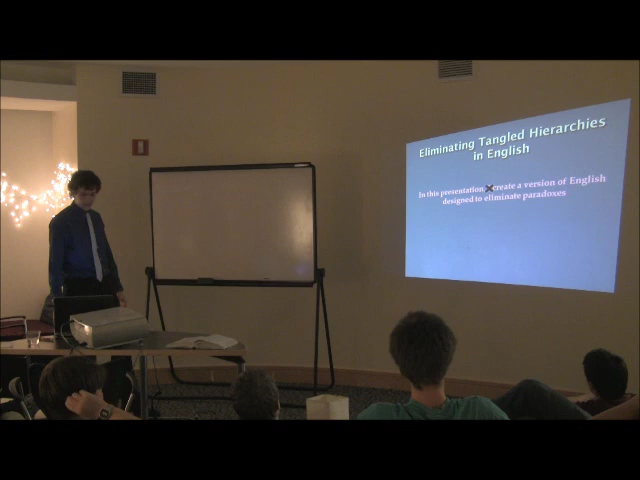 Eliminating Tangled Hierarchies
in English
In this presentation create a version of English
designed to eliminate paradoxes